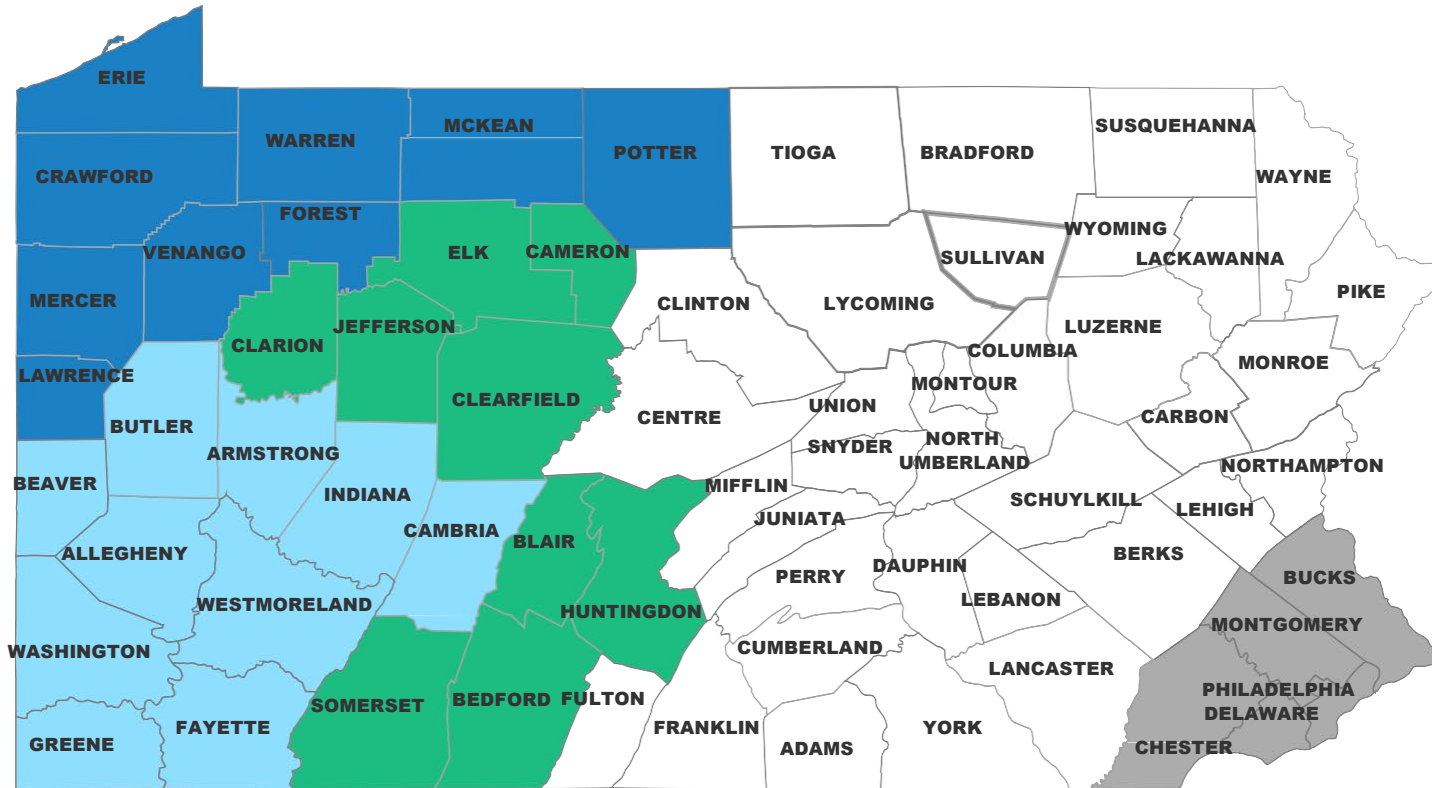 ERIE
WARREN
MCKEAN
POTTER
TIOGA
BRADFORD
SUSQUEHANNA
CRAWFORD
WAYNE
FOREST
VENANGO
ELK
CAMERON
SULLIVAN
WYOMING
LACKAWANNA
MERCER
CLINTON
LYCOMING
PIKE
CLARION
JEFFERSON
LUZERNE
LAWRENCE
COLUMBIA
MONROE
MONTOUR
BUTLER
CLEARFIELD
CENTRE
UNION
CARBON
ARMSTRONG
SNYDER
NORTH
UMBERLAND
NORTHAMPTON
BEAVER
INDIANA
MIFFLIN
SCHUYLKILL
LEHIGH
CAMBRIA
JUNIATA
ALLEGHENY
BLAIR
BERKS
DAUPHIN
PERRY
BUCKS
WESTMORELAND
HUNTINGDON
LEBANON
MONTGOMERY
WASHINGTON
CUMBERLAND
LANCASTER
SOMERSET
BEDFORD
FULTON
PHILADELPHIA
DELAWARE
GREENE
FAYETTE
FRANKLIN
ADAMS
YORK
CHESTER